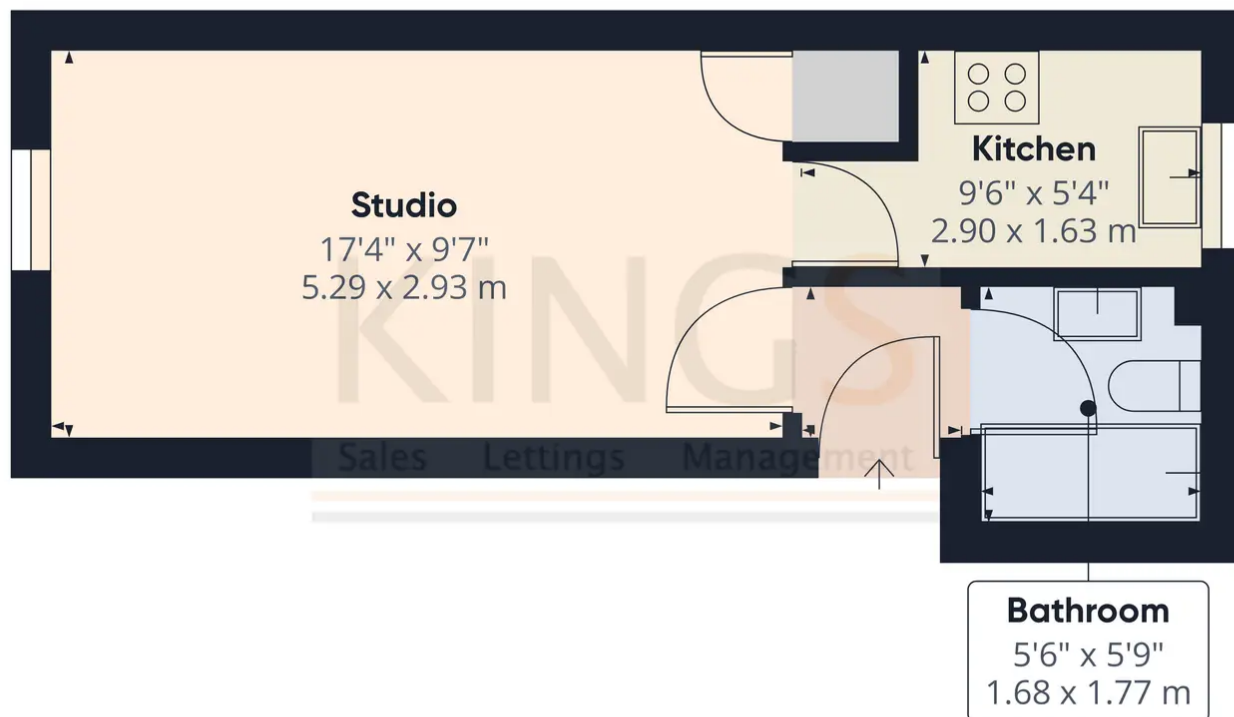 Studio
17'4" x 9'7"
5.29 x 2.93 m
Kitchen
9'6" x 5'4"
2.90 x 1.63 m
KINGS
Sales Lettings Management
Bathroom
5'6" x 5'9"
1.68 x 1.77 m